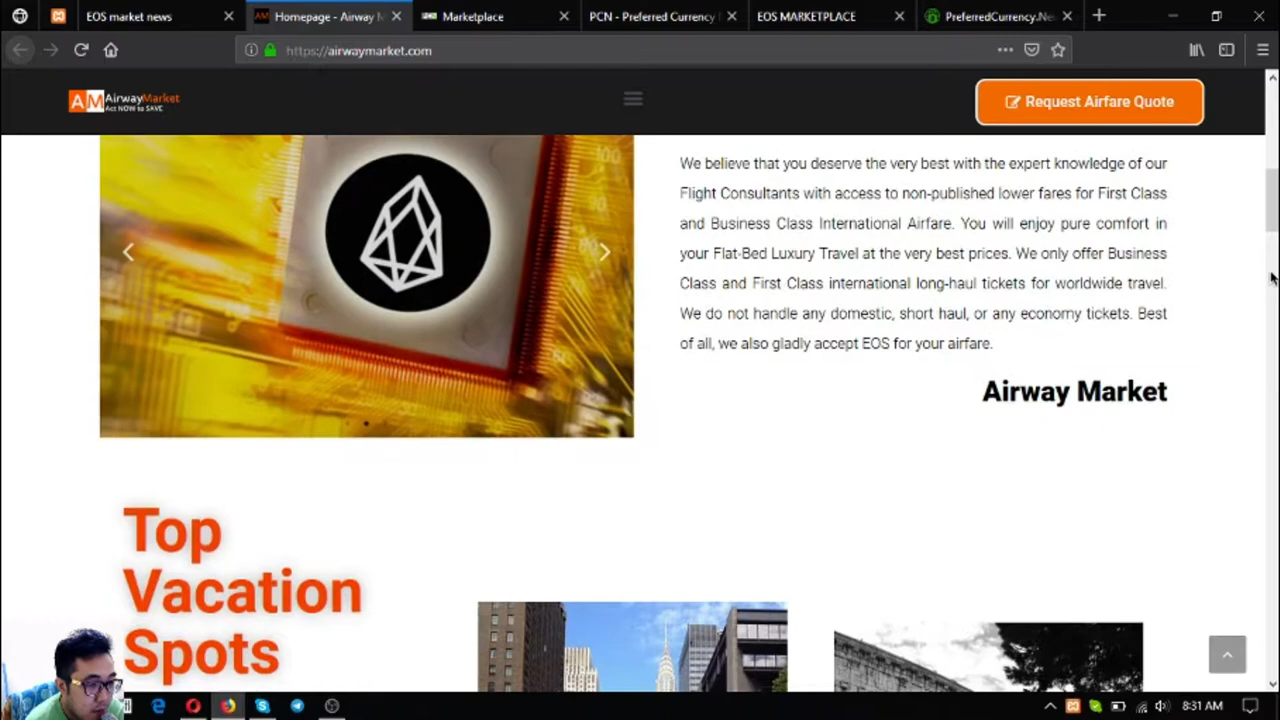 EOS market news
Homepage - Airway M
Marketplace
PCN - Preferred Currency
EOS MARKETPLACE
PreferredCurrency.Ne
https://airwaymarket.com
AM AirwayMarket
Act NOW to SAVE
Request Airfare Quote
We believe that you deserve the very best with the expert knowledge of our
Flight Consultants with access to non-published lower fares for First Class
and Business Class International Airfare. You will enjoy pure comfort in
your Flat-Bed Luxury Travel at the very best prices. We only offer Business
Class and First Class international long-haul tickets for worldwide travel.
We do not handle any domestic, short haul, or any economy tickets. Best
of all, we also gladly accept EOS for your airfare.
Airway Market
Top
Vacation
Spots
8:31 AM